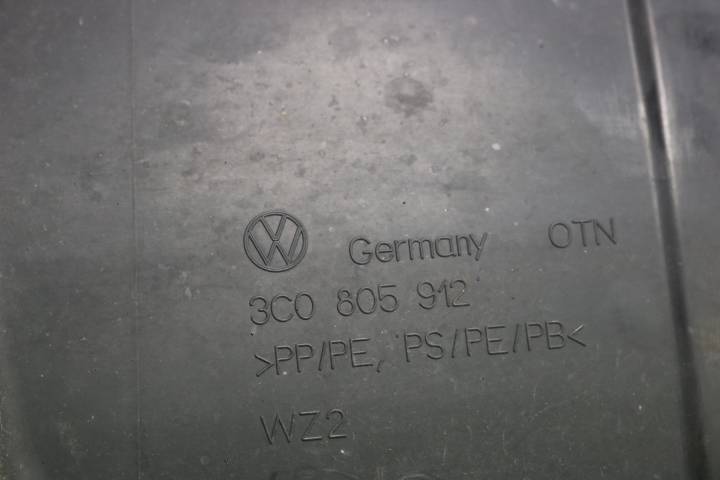 Germany OTN
3C0 805 912
>PP/PE, PS/PE/PB<
WZ2